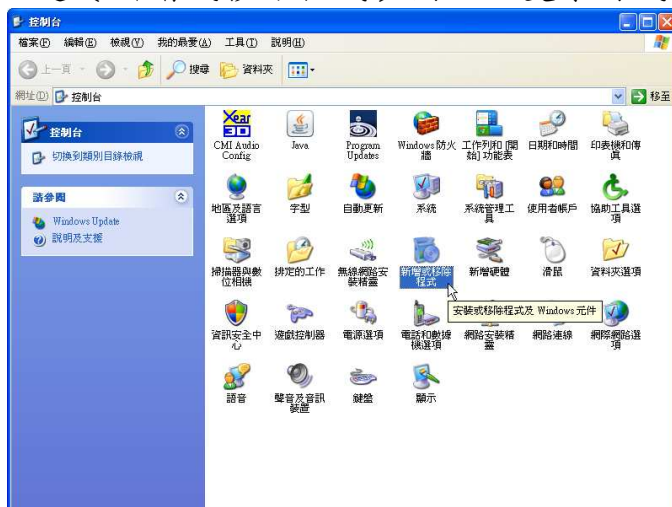 控制台
檔案(F) 編輯(E) 檢視(V) 我的最愛(A) 工具(T) 說明(H)
上一頁 搜尋 資料夾
網址(D) 控制台 移至
控制台
切換到類別目錄檢視
請參閱
Windows Update
說明及支援
Xear 3D
CMI Audio Config
Java
Program Updates
Windows 防火牆
工作列和 [開始] 功能表
日期和時間
印表機和傳真
地區及語言選項
字型
自動更新
系統
系統管理工具
使用者帳戶
協助工具選項
掃描器與數位相機
排定的工作
無線網路安裝精靈
新增或移除程式
新增硬體
滑鼠
資料夾選項
安裝或移除程式及 Windows 元件
資訊安全中心
遊戲控制器
電源選項
電話和數據機選項
網路安裝精靈
網路連線
網際網路選項
語音
聲音及音訊裝置
鍵盤
顯示